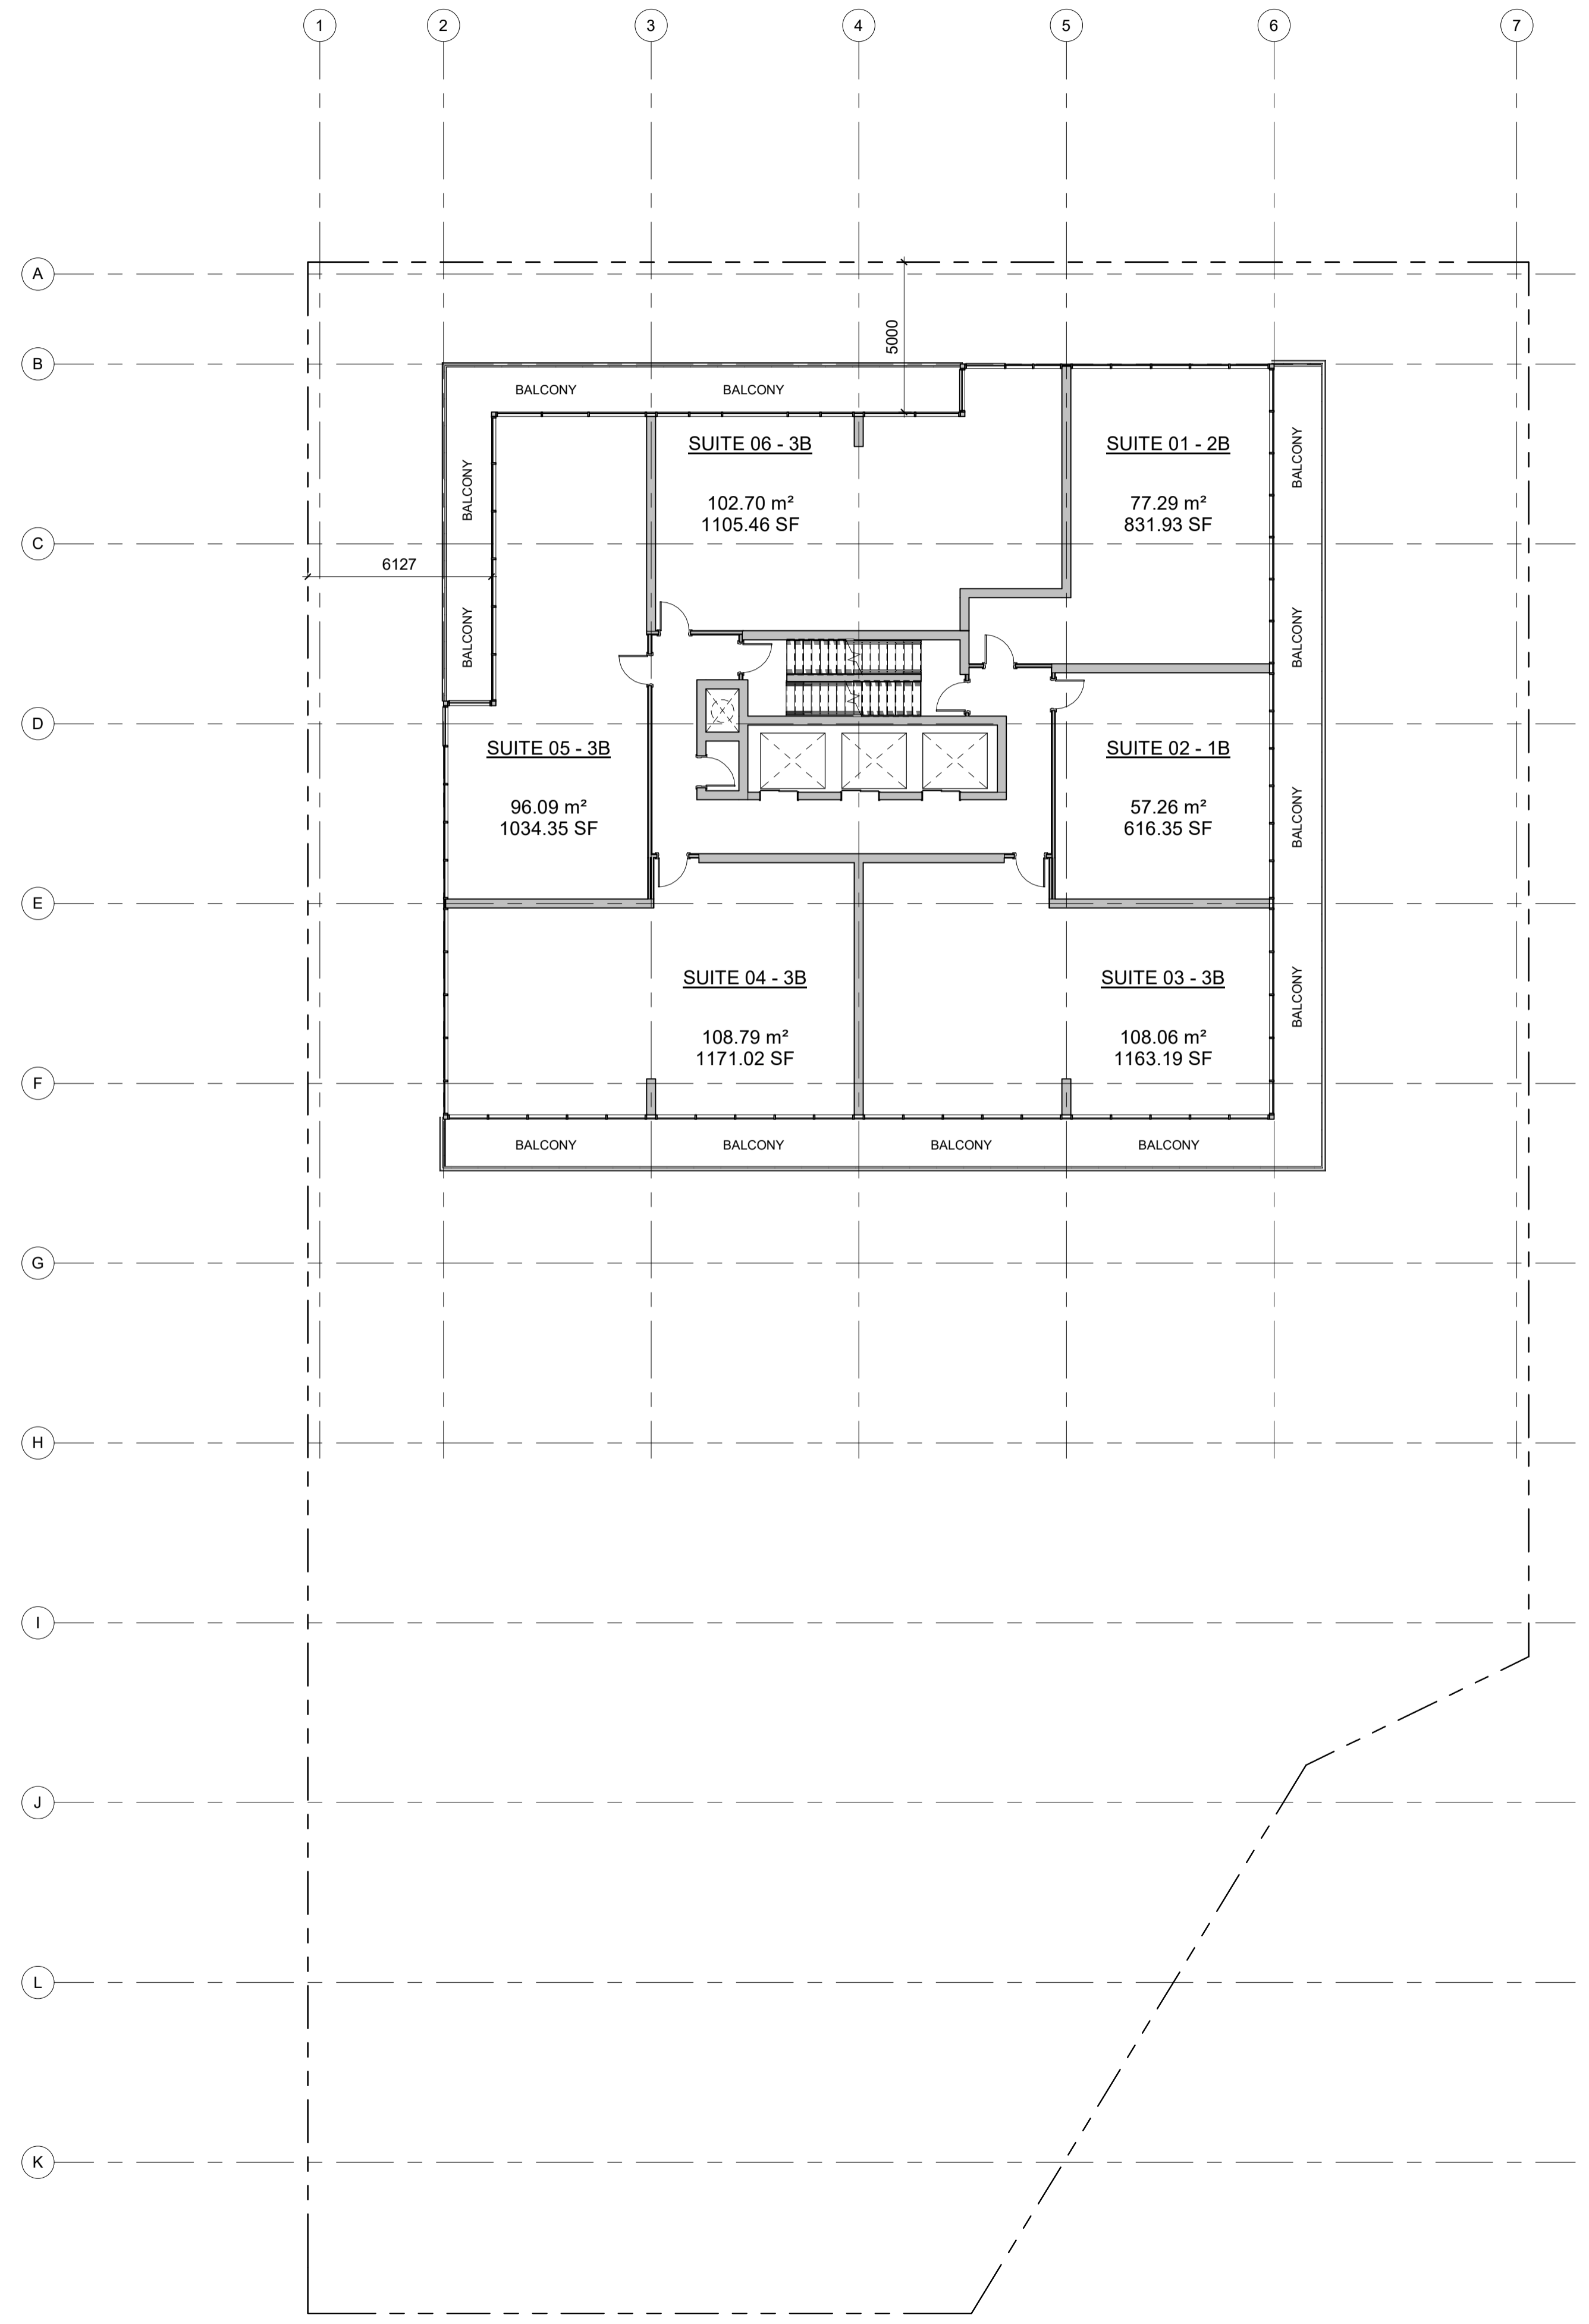 1
2
3
4
5
6
7
A
5000
B
BALCONY
BALCONY
SUITE 06 - 3B
SUITE 01 - 2B
BALCONY
BALCONY
102.70 m²
1105.46 SF
77.29 m²
831.93 SF
C
6127
BALCONY
BALCONY
D
SUITE 05 - 3B
SUITE 02 - 1B
96.09 m²
1034.35 SF
57.26 m²
616.35 SF
BALCONY
E
SUITE 04 - 3B
SUITE 03 - 3B
BALCONY
108.79 m²
1171.02 SF
108.06 m²
1163.19 SF
F
BALCONY
BALCONY
BALCONY
BALCONY
G
H
I
J
L
K